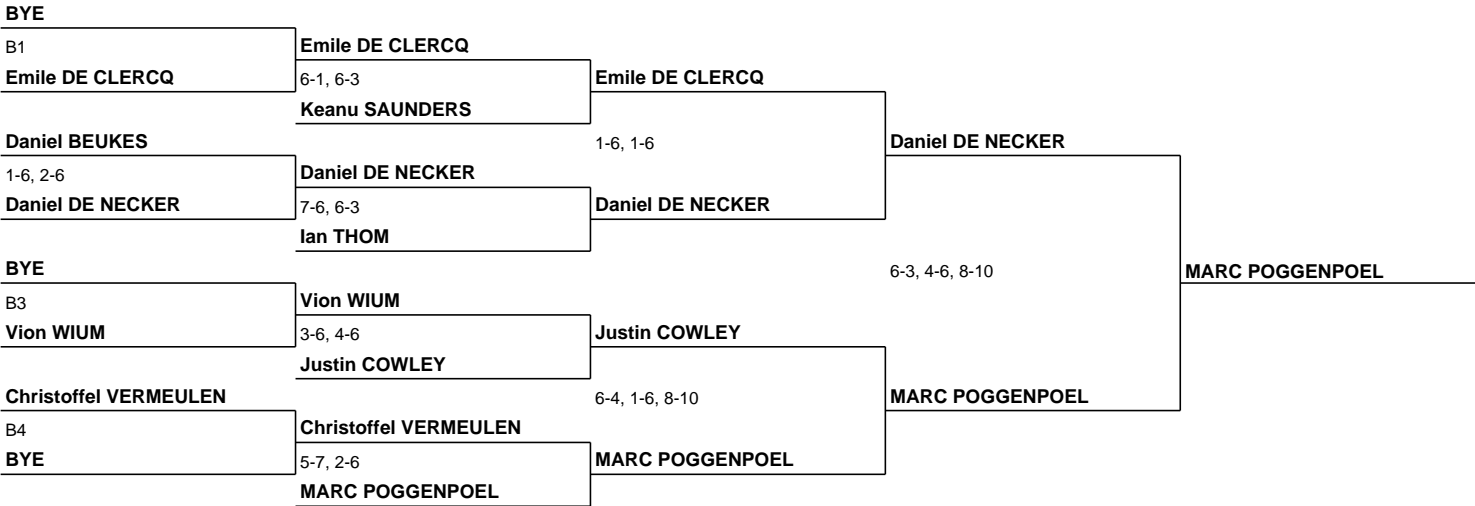 BYE
B1
Emile DE CLERCQ
Emile DE CLERCQ
6-1, 6-3
Emile DE CLERCQ
Keanu SAUNDERS
Daniel BEUKES
1-6, 1-6
Daniel DE NECKER
1-6, 2-6
Daniel DE NECKER
Daniel DE NECKER
7-6, 6-3
Daniel DE NECKER
Ian THOM
BYE
6-3, 4-6, 8-10
MARC POGGENPOEL
B3
Vion WIUM
Vion WIUM
3-6, 4-6
Justin COWLEY
Justin COWLEY
Christoffel VERMEULEN
6-4, 1-6, 8-10
MARC POGGENPOEL
B4
Christoffel VERMEULEN
BYE
5-7, 2-6
MARC POGGENPOEL
MARC POGGENPOEL